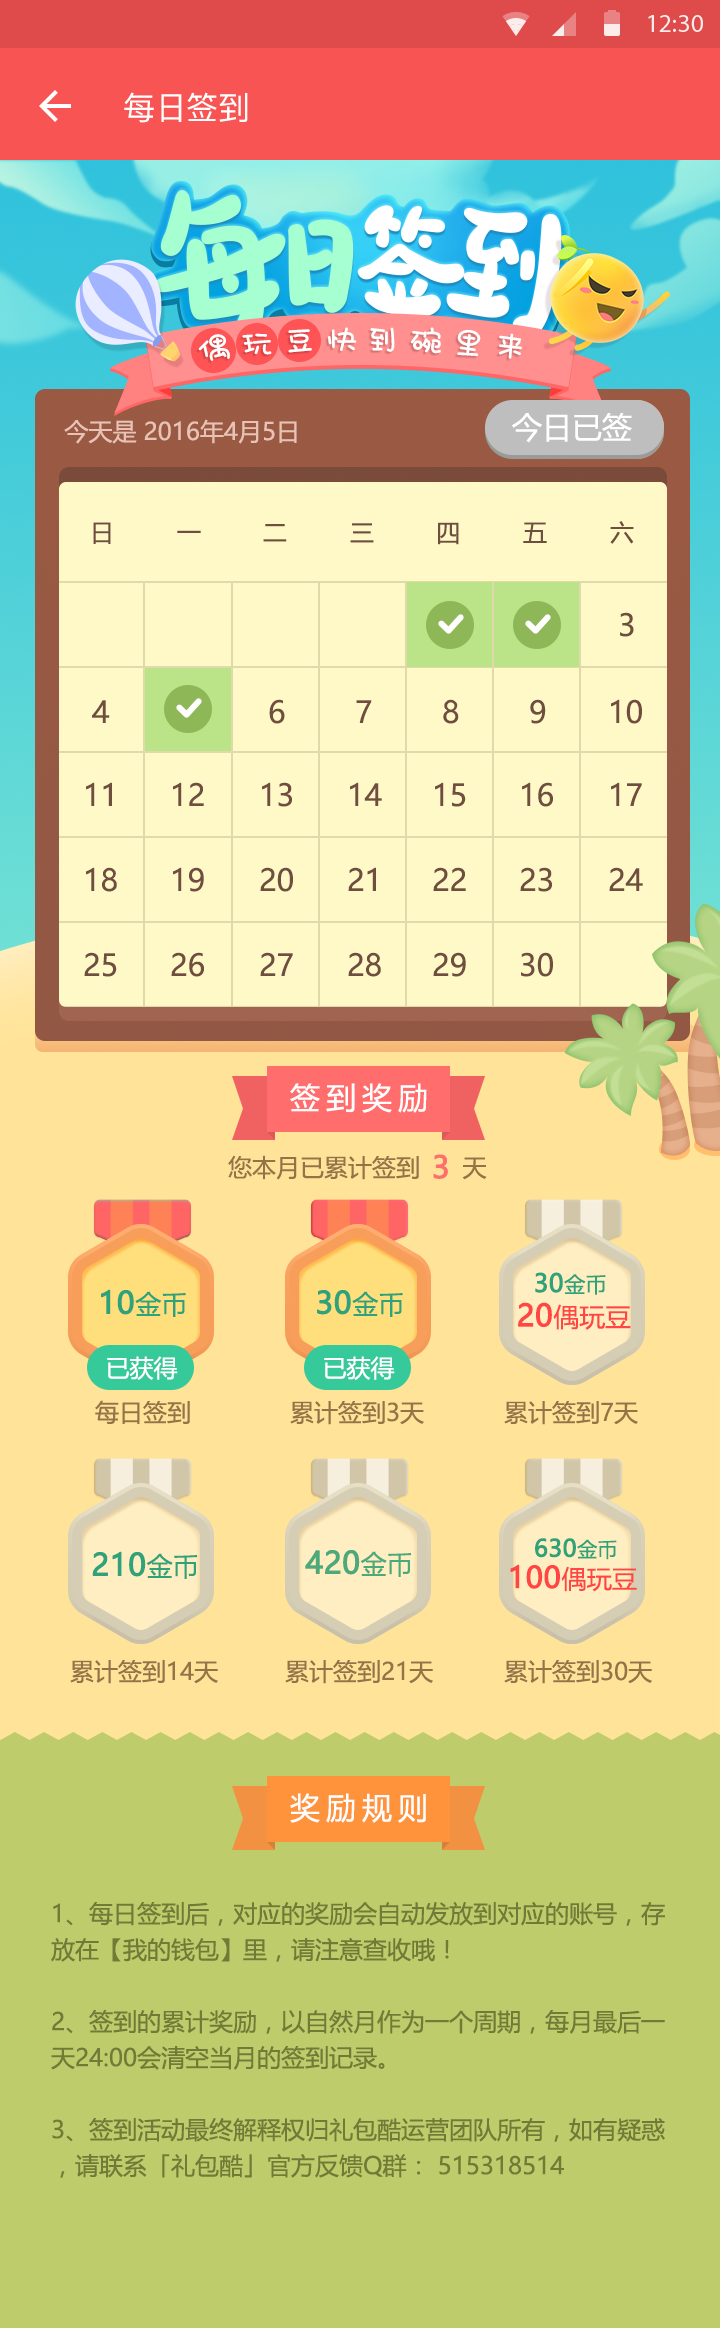 12:30
每日签到
每日签到
偶玩豆快到碗里来
今天是 2016年4月5日
今日已签
日 一 二 三 四 五 六
3
4 6 7 8 9 10
11 12 13 14 15 16 17
18 19 20 21 22 23 24
25 26 27 28 29 30
签到奖励
您本月已累计签到 3 天
10金币
已获得
每日签到
30金币
已获得
累计签到3天
30金币
20偶玩豆
累计签到7天
210金币
累计签到14天
420金币
累计签到21天
630金币
100偶玩豆
累计签到30天
奖励规则
1、每日签到后，对应的奖励会自动发放到对应的账号，存
放在【我的钱包】里，请注意查收哦！
2、签到的累计奖励，以自然月作为一个周期，每月最后一
天24:00会清空当月的签到记录。
3、签到活动最终解释权归礼包酷运营团队所有，如有疑惑
，请联系「礼包酷」官方反馈Q群： 515318514